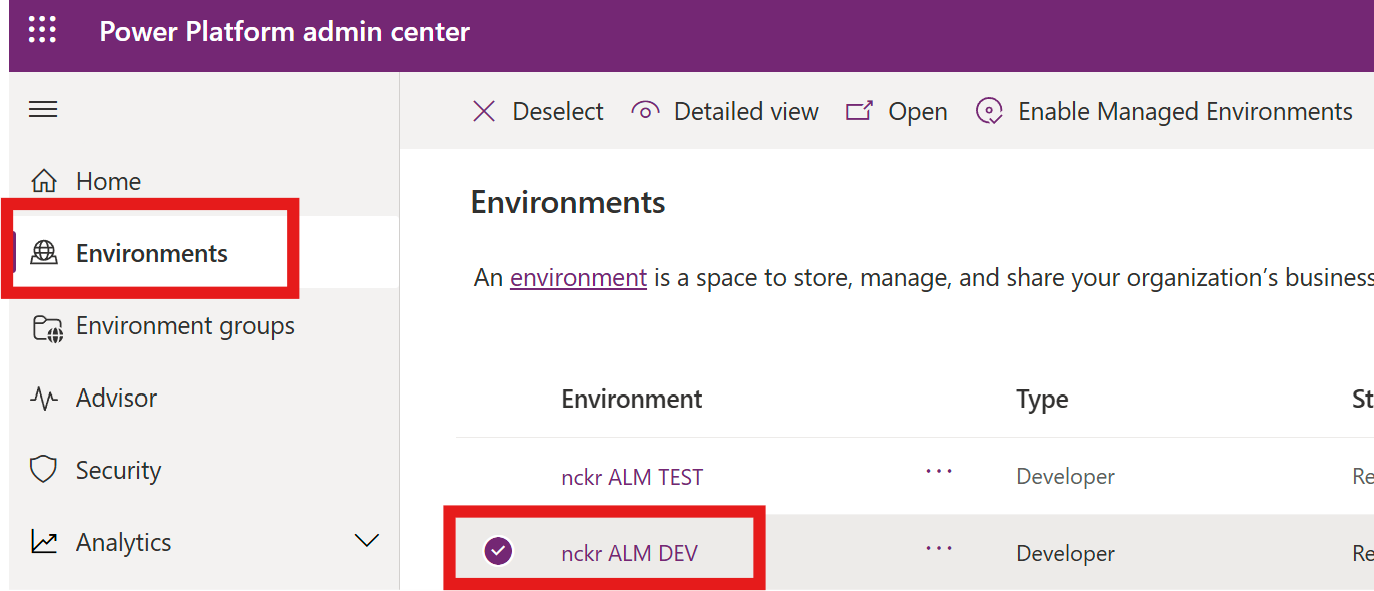 Power Platform admin center
Deselect Detailed view Open Enable Managed Environments
Home
Environments
Environment groups
Advisor
Security
Analytics
Environments
An environment is a space to store, manage, and share your organization’s business
Environment Type St
nckr ALM TEST ... Developer Re
nckr ALM DEV ... Developer Re